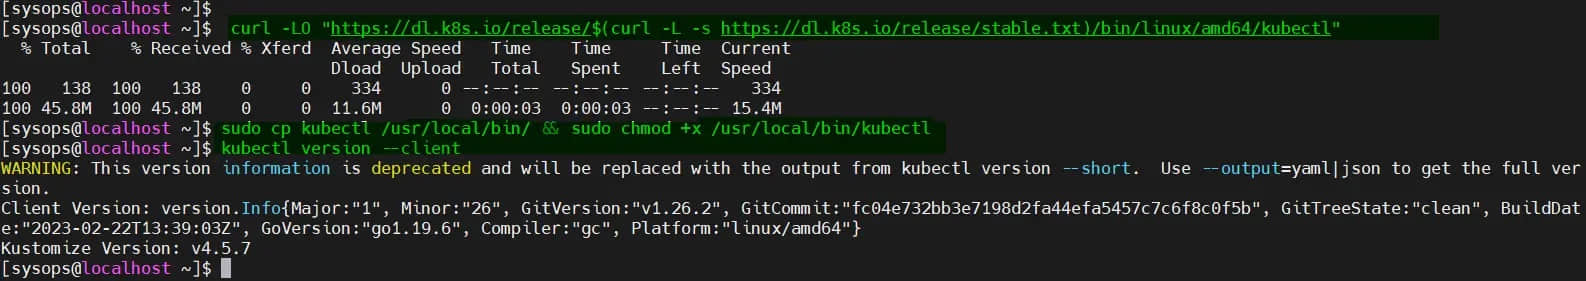 [sysops@localhost ~]$
[sysops@localhost ~]$ curl -LO "https://dl.k8s.io/release/$(curl -L -s https://dl.k8s.io/release/stable.txt)/bin/linux/amd64/kubectl"
  % Total    % Received % Xferd  Average Speed   Time    Time     Time  Current
                                 Dload  Upload   Total   Spent    Left  Speed
100   138  100   138    0     0    334      0 --:--:-- --:--:-- --:--:--   334
100 45.8M  100 45.8M    0     0  11.6M      0  0:00:03  0:00:03 --:--:-- 15.4M
[sysops@localhost ~]$ sudo cp kubectl /usr/local/bin/ && sudo chmod +x /usr/local/bin/kubectl
[sysops@localhost ~]$ kubectl version --client
WARNING: This version information is deprecated and will be replaced with the output from kubectl version --short.  Use --output=yaml|json to get the full ver
sion.
Client Version: version.Info{Major:"1", Minor:"26", GitVersion:"v1.26.2", GitCommit:"fc04e732bb3e7198d2fa44efa5457c7c6f8c0f5b", GitTreeState:"clean", BuildDat
e:"2023-02-22T13:39:03Z", GoVersion:"go1.19.6", Compiler:"gc", Platform:"linux/amd64"}
Kustomize Version: v4.5.7
[sysops@localhost ~]$